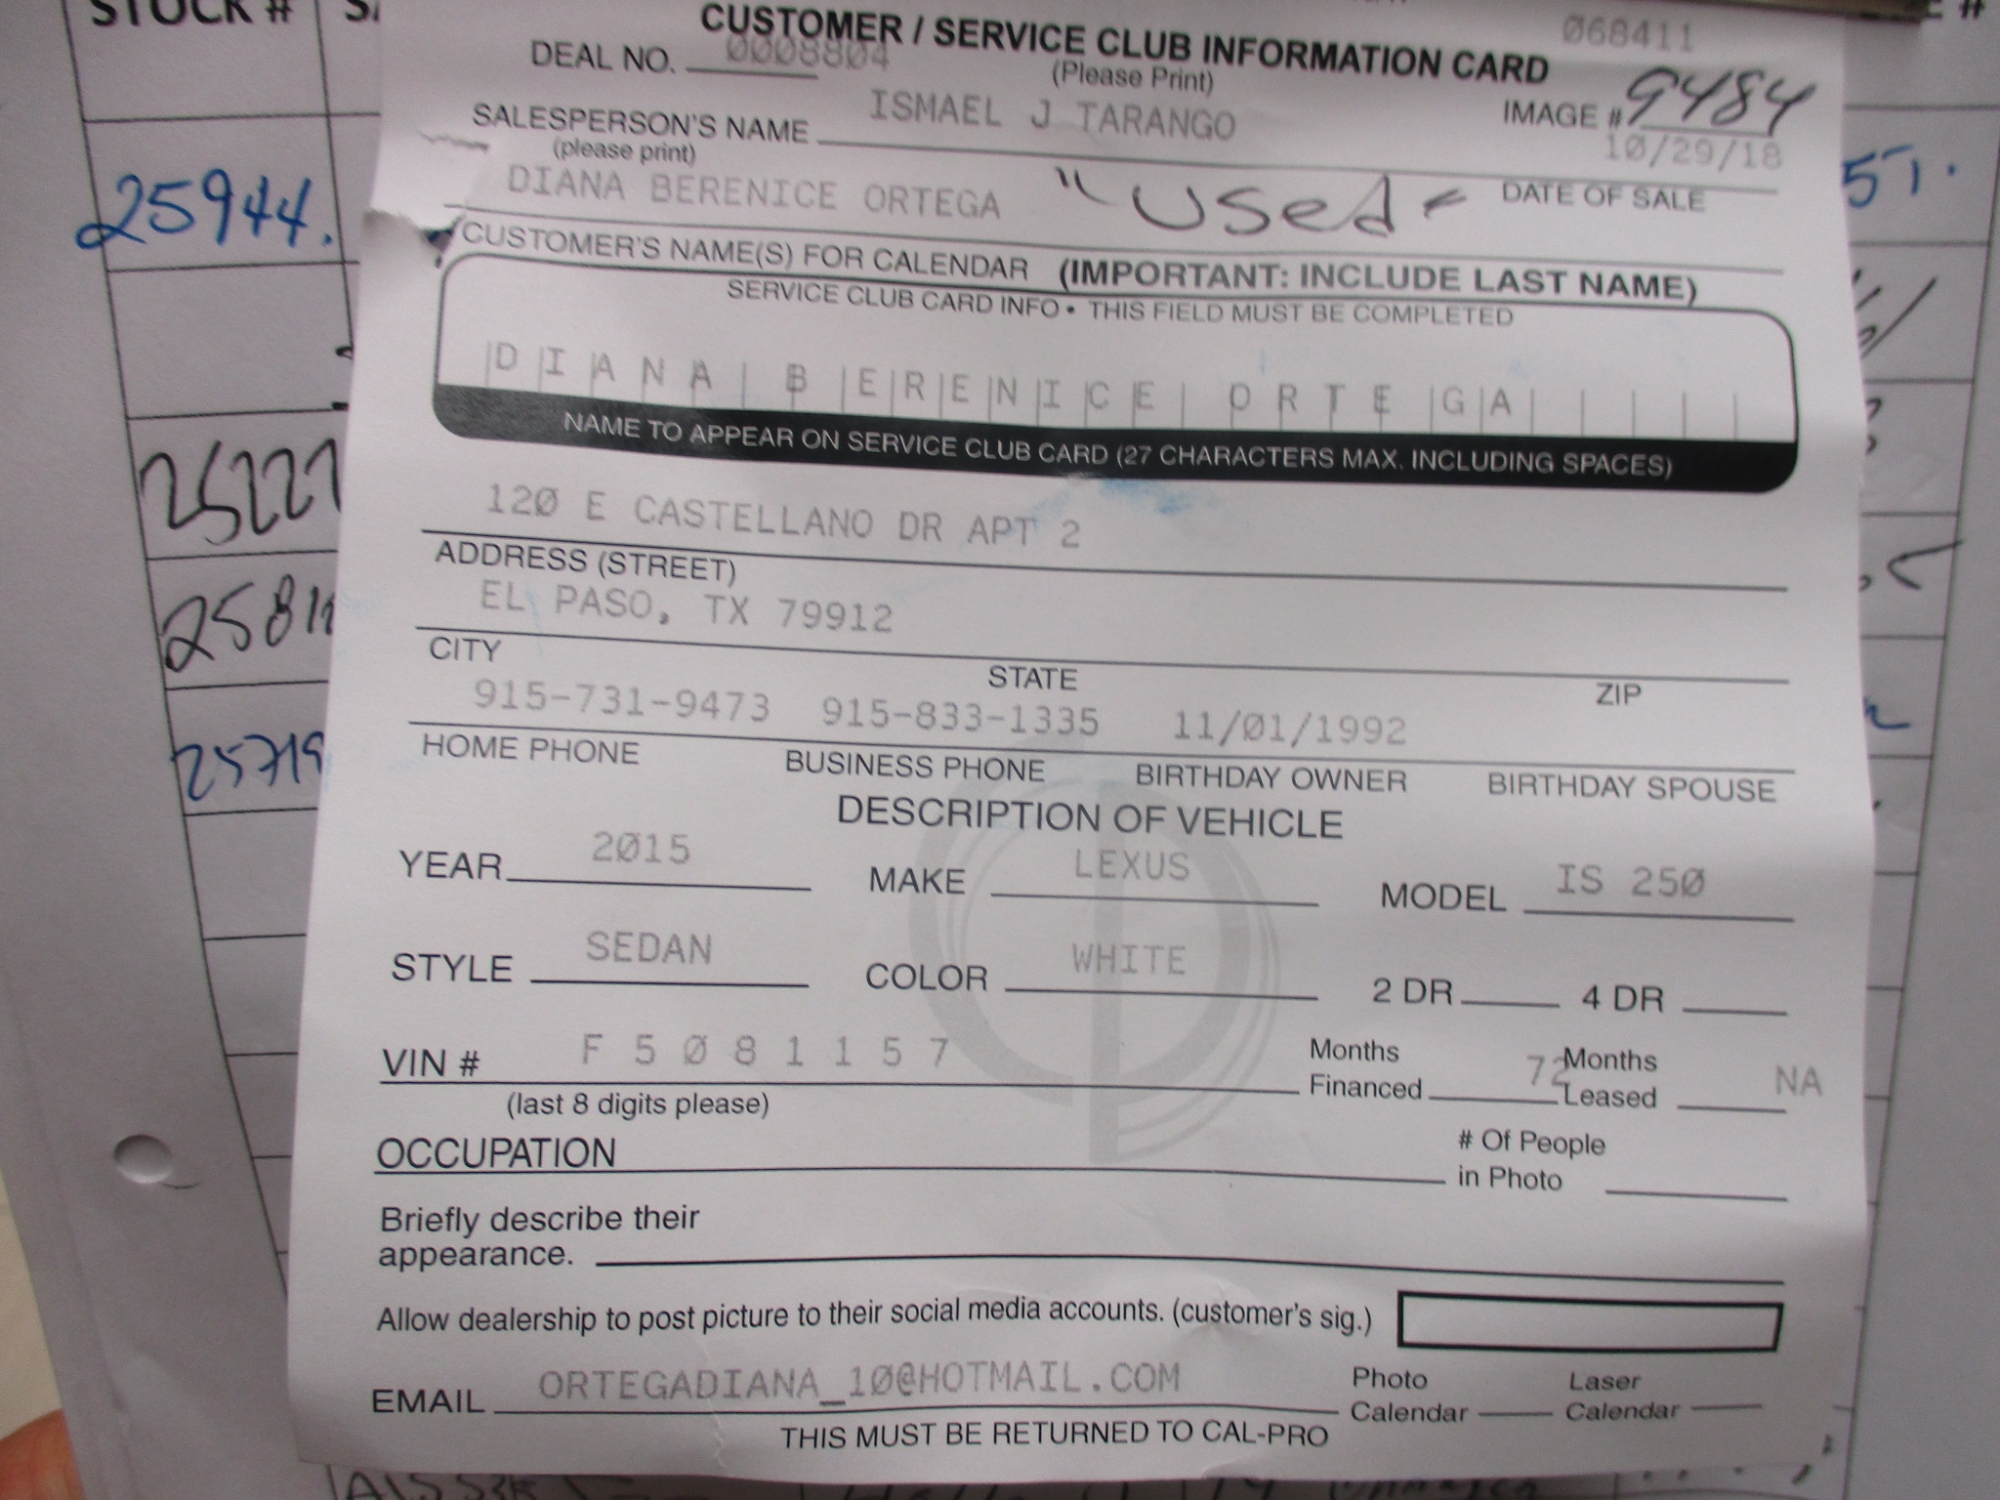 STOCK #
CUSTOMER / SERVICE CLUB INFORMATION CARD
068411
DEAL NO. 0008804
(Please Print)
IMAGE # 9484
SALESPERSON'S NAME ISMAEL J TARANGO
(please print)
10/29/18
DIANA BERENICE ORTEGA "Used"
DATE OF SALE
CUSTOMER'S NAME(S) FOR CALENDAR (IMPORTANT: INCLUDE LAST NAME)
SERVICE CLUB CARD INFO • THIS FIELD MUST BE COMPLETED
DIANA BERENICE ORTEGA
NAME TO APPEAR ON SERVICE CLUB CARD (27 CHARACTERS MAX. INCLUDING SPACES)
120 E CASTELLANO DR APT 2
ADDRESS (STREET)
EL PASO, TX 79912
CITY STATE ZIP
915-731-9473 915-833-1335 11/01/1992
HOME PHONE BUSINESS PHONE BIRTHDAY OWNER BIRTHDAY SPOUSE
DESCRIPTION OF VEHICLE
YEAR 2015 MAKE LEXUS MODEL IS 250
STYLE SEDAN COLOR WHITE 2 DR 4 DR
VIN # F 5 0 8 1 1 5 7
Months Financed 72 Months Leased NA
(last 8 digits please)
OCCUPATION
# Of People
in Photo
Briefly describe their
appearance.
Allow dealership to post picture to their social media accounts. (customer's sig.)
EMAIL ORTEGADIANA_10@HOTMAIL.COM
Photo Calendar Laser Calendar
THIS MUST BE RETURNED TO CAL-PRO
25944.
25719